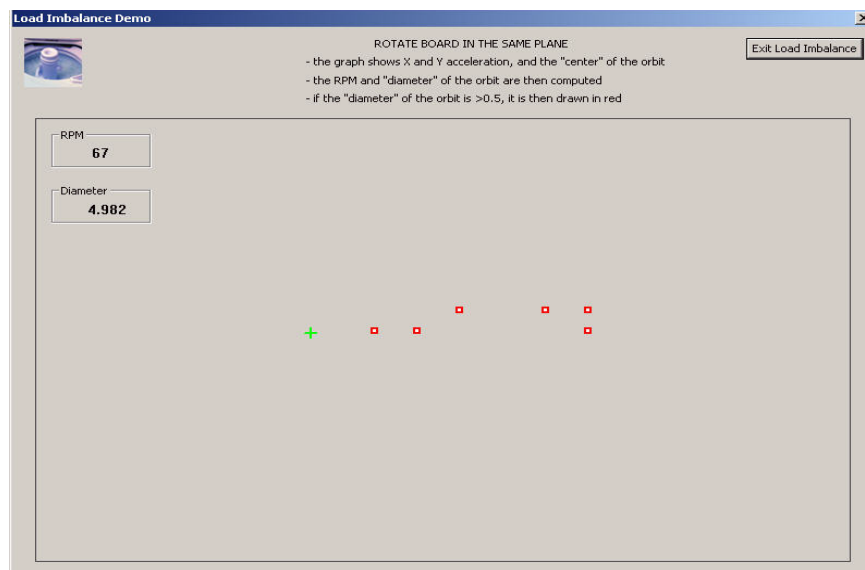 Load Imbalance Demo
ROTATE BOARD IN THE SAME PLANE
- the graph shows X and Y acceleration, and the "center" of the orbit
- the RPM and "diameter" of the orbit are then computed
- if the "diameter" of the orbit is >0.5, it is then drawn in red
Exit Load Imbalance
RPM
67
Diameter
4.982